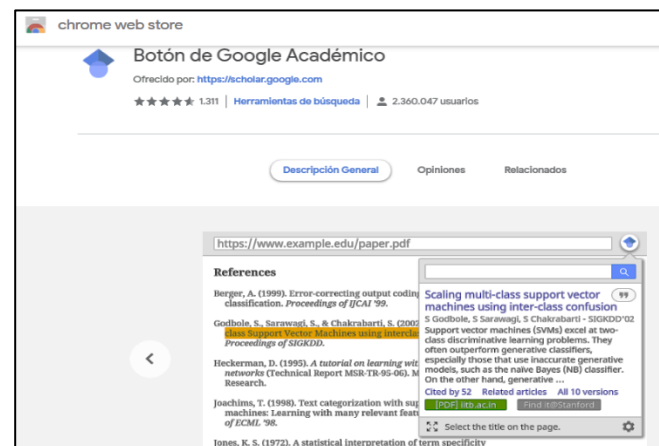 chrome web store
Botón de Google Académico
Ofrecido por: https://scholar.google.com
1.311 | Herramientas de búsqueda | 2.360.047 usuarios
Descripción General Opiniones Relacionados
https://www.example.edu/paper.pdf
References
Berger, A. (1999). Error-correcting output coding
classification. Proceedings of IJCAI '99.
Godbole, S., Sarawagi, S., & Chakrabarti, S. (2002
class Support Vector Machines using interclas
Proceedings of SIGKDD.
Heckerman, D. (1995). A tutorial on learning wit
networks (Technical Report MSR-TR-95-06). M
Research.
Joachims, T. (1998). Text categorization with sup
machines: Learning with many relevant featu
of ECML '98.
Jones, K. S. (1972). A statistical interpretation of term specificity
Scaling multi-class support vector
machines using inter-class confusion
S Godbole, S Sarawagi, S Chakrabarti - SIGKDD'02
Support vector machines (SVMs) excel at two-
class discriminative learning problems. They
often outperform generative classifiers,
especially those that use inaccurate generative
models, such as the naïve Bayes (NB) classifier.
On the other hand, generative ...
Cited by 52 Related articles All 10 versions
[PDF] iitb.ac.in Find it@Stanford
Select the title on the page.